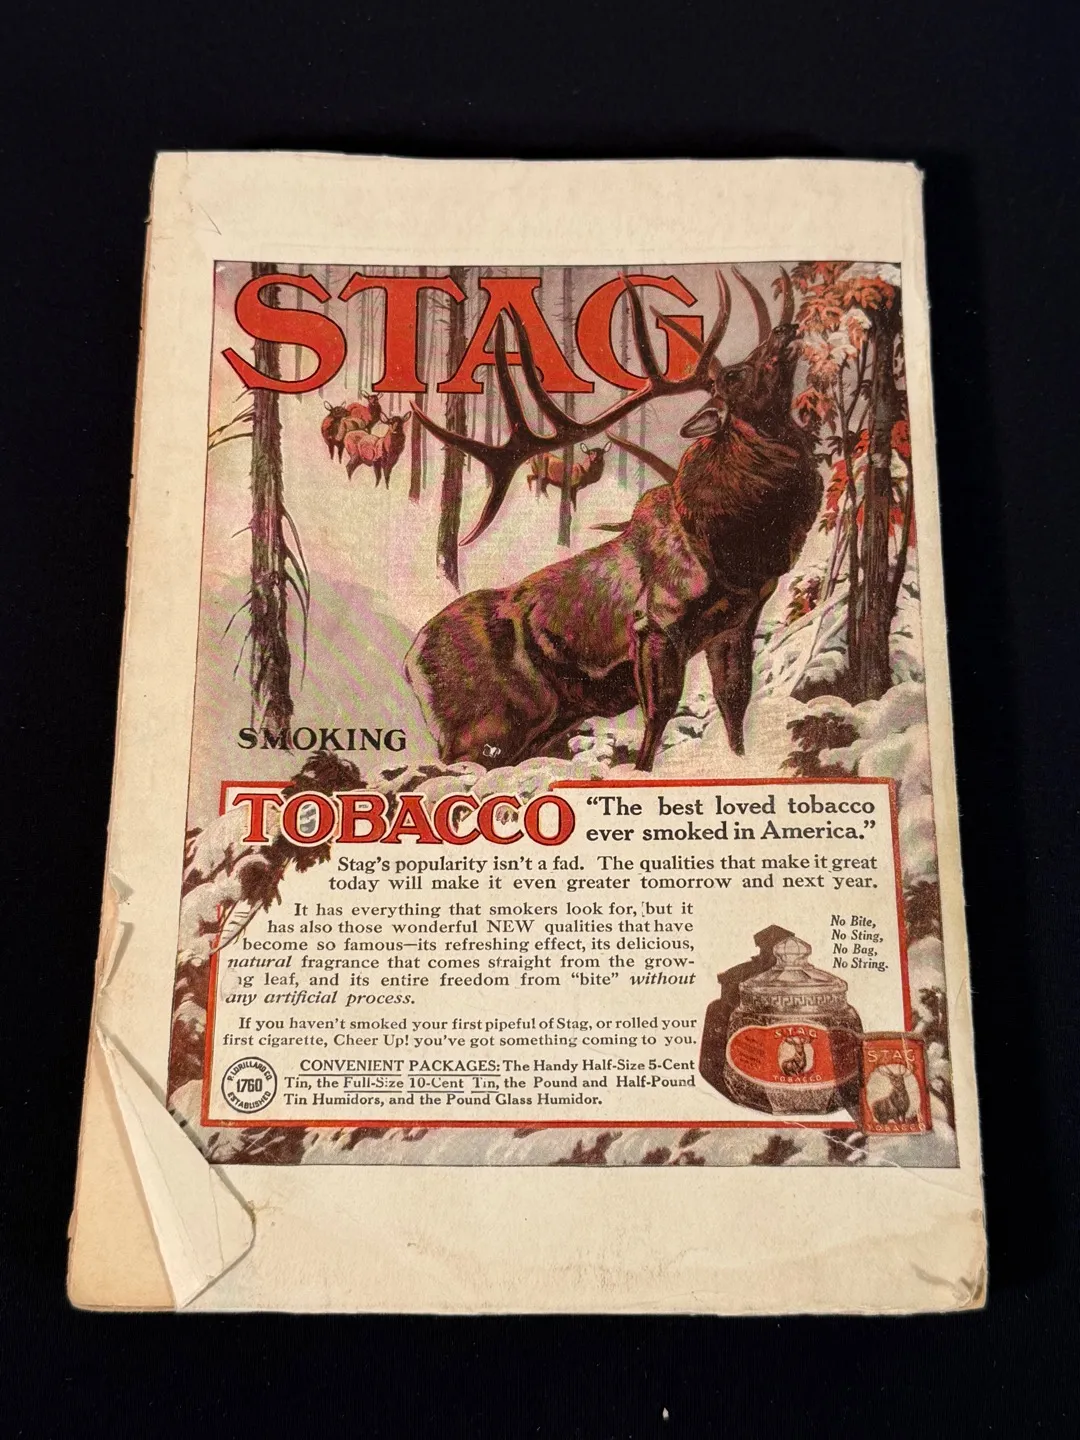 STAG
SMOKING
TOBACCO
“The best loved tobacco
ever smoked in America.”
Stag’s popularity isn’t a fad. The qualities that make it great
today will make it even greater tomorrow and next year.
It has everything that smokers look for, but it
has also those wonderful NEW qualities that have
become so famous—its refreshing effect, its delicious,
natural fragrance that comes straight from the grow-
ing leaf, and its entire freedom from “bite” without
any artificial process.
If you haven’t smoked your first pipeful of Stag, or rolled your
first cigarette, Cheer Up! you’ve got something coming to you.
CONVENIENT PACKAGES: The Handy Half-Size 5-Cent
Tin, the Full-Size 10-Cent Tin, the Pound and Half-Pound
Tin Humidors, and the Pound Glass Humidor.
P. LORILLARD CO.
1760
ESTABLISHED
No Bite,
No Sting,
No Bag,
No String.
STAG
TOBACCO
STAG
TOBACCO